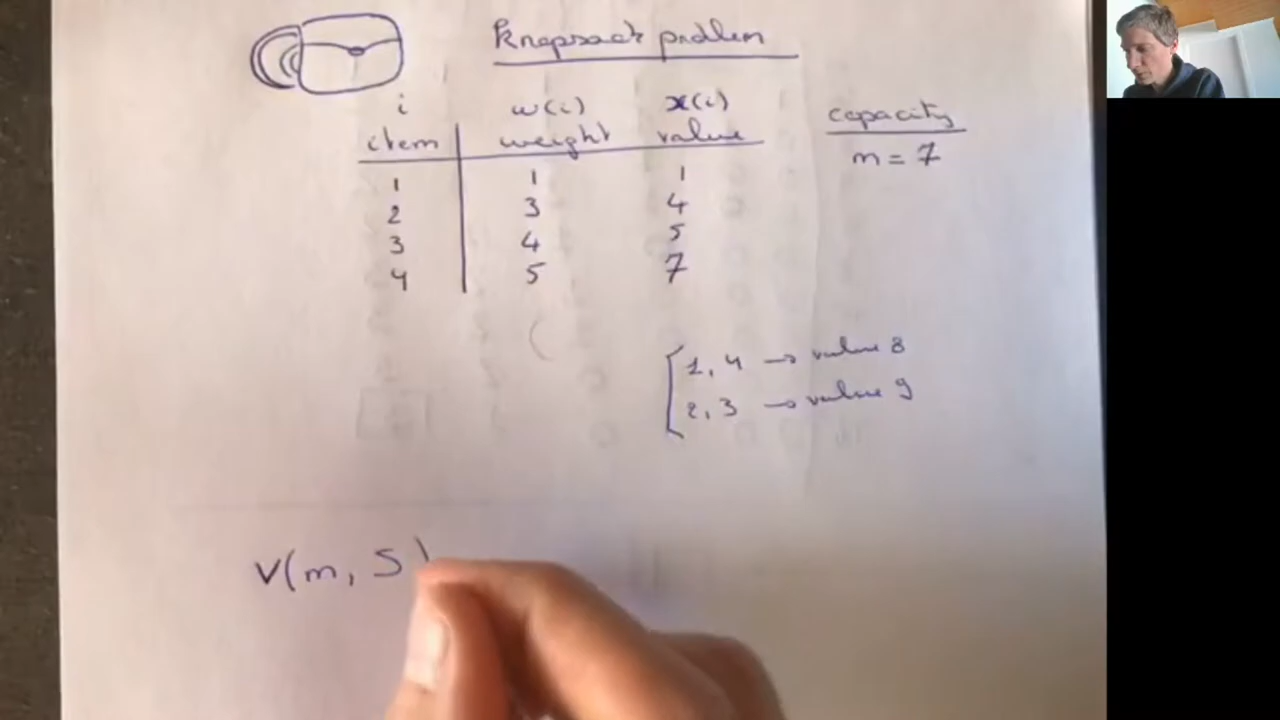 Knapsack problem
i w(i) x(i)
item weight value
capacity
m = 7
1 1 1
2 3 4
3 4 5
4 5 7
1, 4 → value 8
2, 3 → value 9
V(m, S)